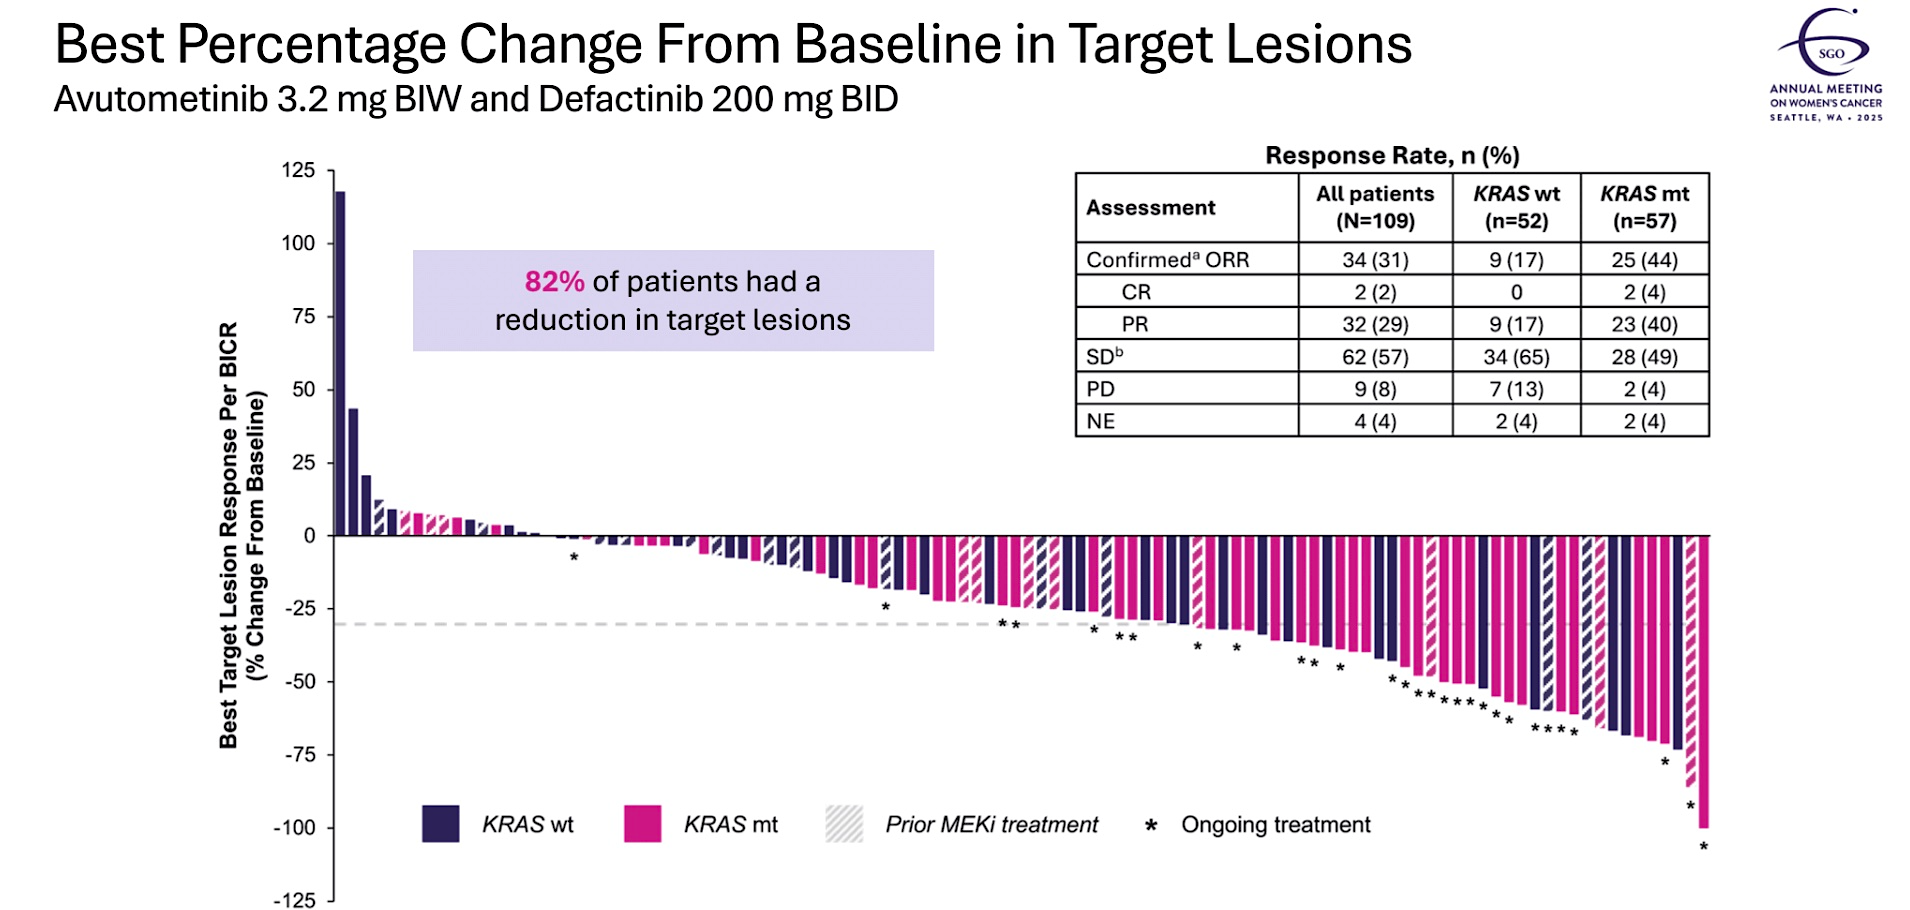 Best Percentage Change From Baseline in Target Lesions
Avutometinib 3.2 mg BIW and Defactinib 200 mg BID
SGO
ANNUAL MEETING
ON WOMEN'S CANCER
SEATTLE, WA • 2025
Response Rate, n (%)
Assessment All patients (N=109) KRAS wt (n=52) KRAS mt (n=57)
Confirmedᵃ ORR 34 (31) 9 (17) 25 (44)
CR 2 (2) 0 2 (4)
PR 32 (29) 9 (17) 23 (40)
SDᵇ 62 (57) 34 (65) 28 (49)
PD 9 (8) 7 (13) 2 (4)
NE 4 (4) 2 (4) 2 (4)
82% of patients had a
reduction in target lesions
Best Target Lesion Response Per BICR
(% Change From Baseline)
125
100
75
50
25
0
-25
-50
-75
-100
-125
KRAS wt
KRAS mt
Prior MEKi treatment
* Ongoing treatment